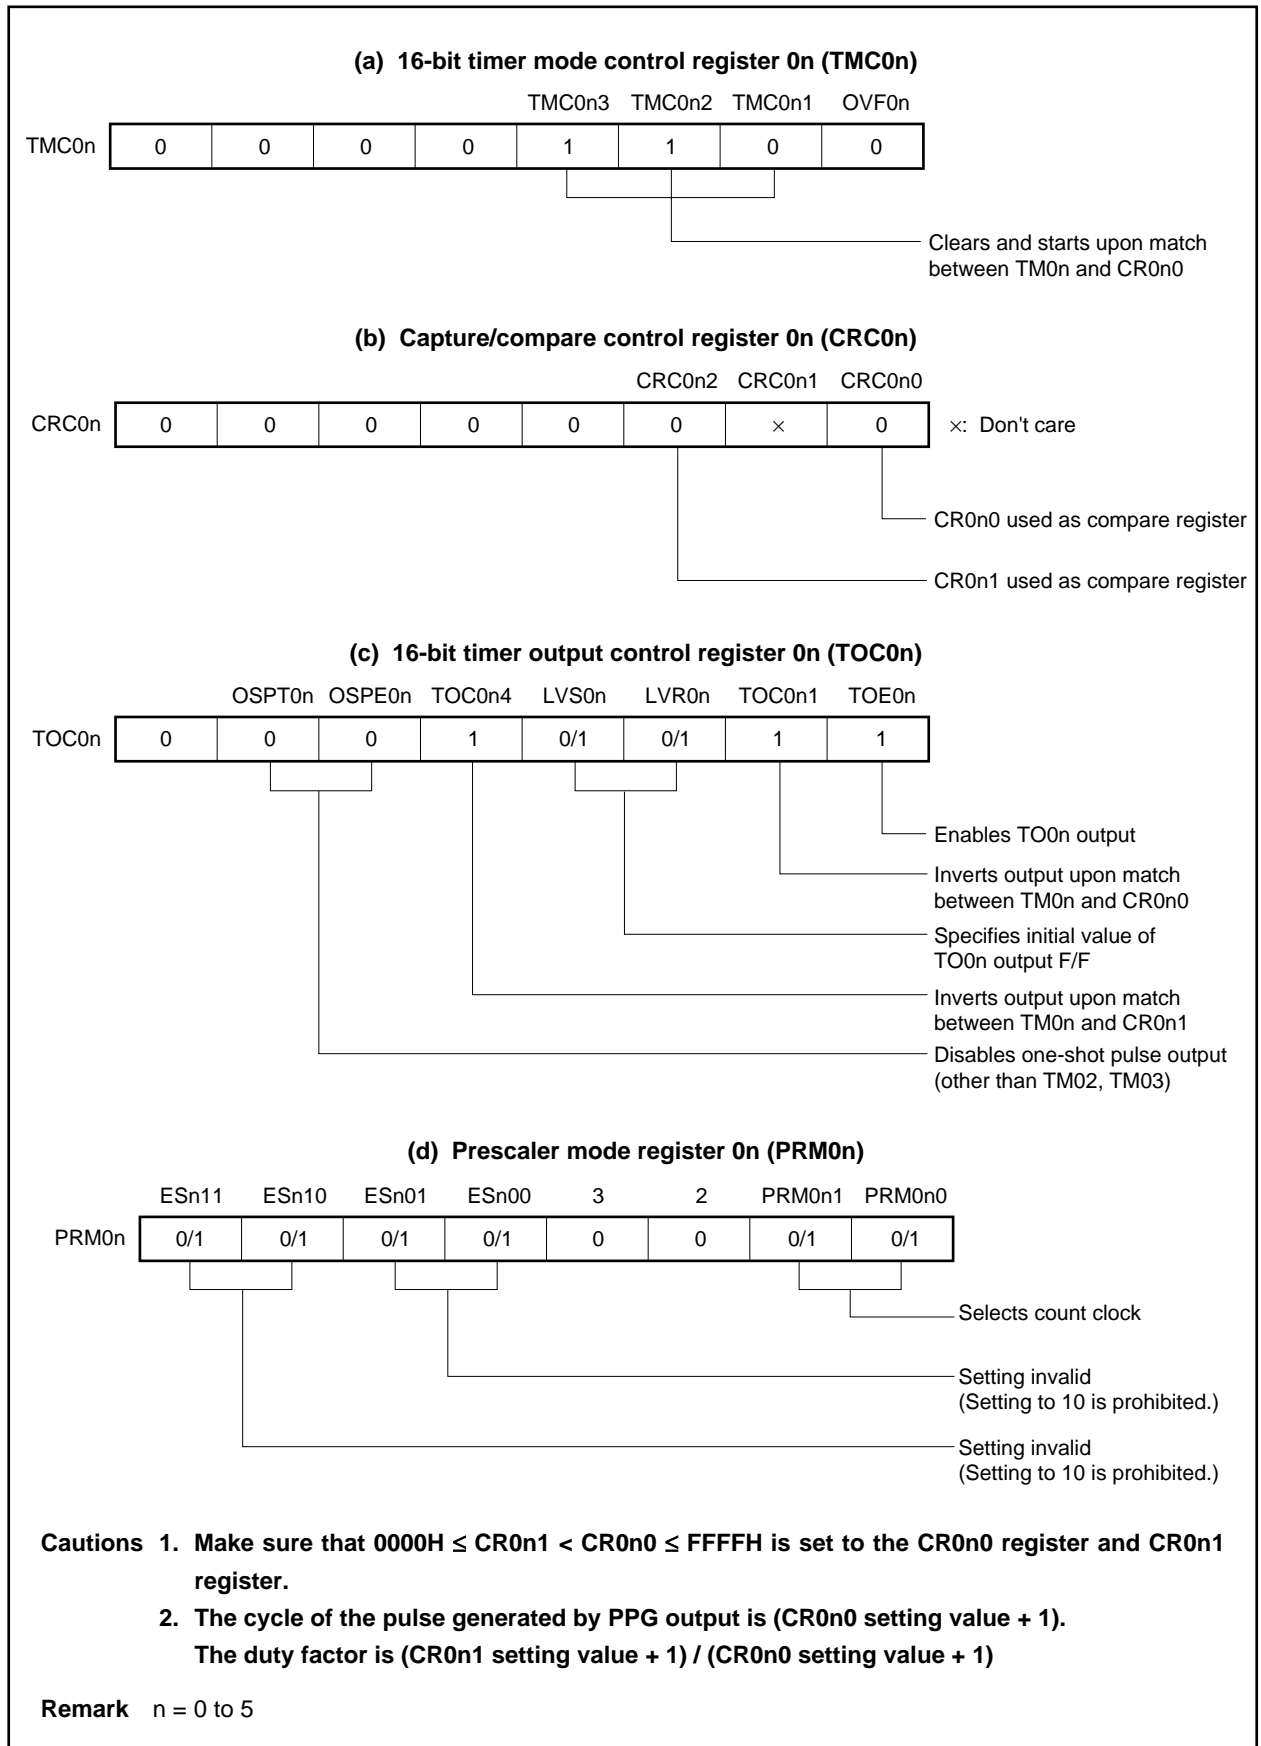 (a) 16-bit timer mode control register 0n (TMC0n)
TMC0n3 TMC0n2 TMC0n1 OVF0n
TMC0n 0 0 0 0 1 1 0 0
Clears and starts upon match
between TM0n and CR0n0
(b) Capture/compare control register 0n (CRC0n)
CRC0n2 CRC0n1 CRC0n0
CRC0n 0 0 0 0 0 0 × 0 ×: Don't care
CR0n0 used as compare register
CR0n1 used as compare register
(c) 16-bit timer output control register 0n (TOC0n)
OSPT0n OSPE0n TOC0n4 LVS0n LVR0n TOC0n1 TOE0n
TOC0n 0 0 0 1 0/1 0/1 1 1
Enables TO0n output
Inverts output upon match
between TM0n and CR0n0
Specifies initial value of
TO0n output F/F
Inverts output upon match
between TM0n and CR0n1
Disables one-shot pulse output
(other than TM02, TM03)
(d) Prescaler mode register 0n (PRM0n)
ESn11 ESn10 ESn01 ESn00 3 2 PRM0n1 PRM0n0
PRM0n 0/1 0/1 0/1 0/1 0 0 0/1 0/1
Selects count clock
Setting invalid
(Setting to 10 is prohibited.)
Setting invalid
(Setting to 10 is prohibited.)
Cautions 1. Make sure that 0000H ≤ CR0n1 < CR0n0 ≤ FFFFH is set to the CR0n0 register and CR0n1
register.
2. The cycle of the pulse generated by PPG output is (CR0n0 setting value + 1).
The duty factor is (CR0n1 setting value + 1) / (CR0n0 setting value + 1)
Remark n = 0 to 5